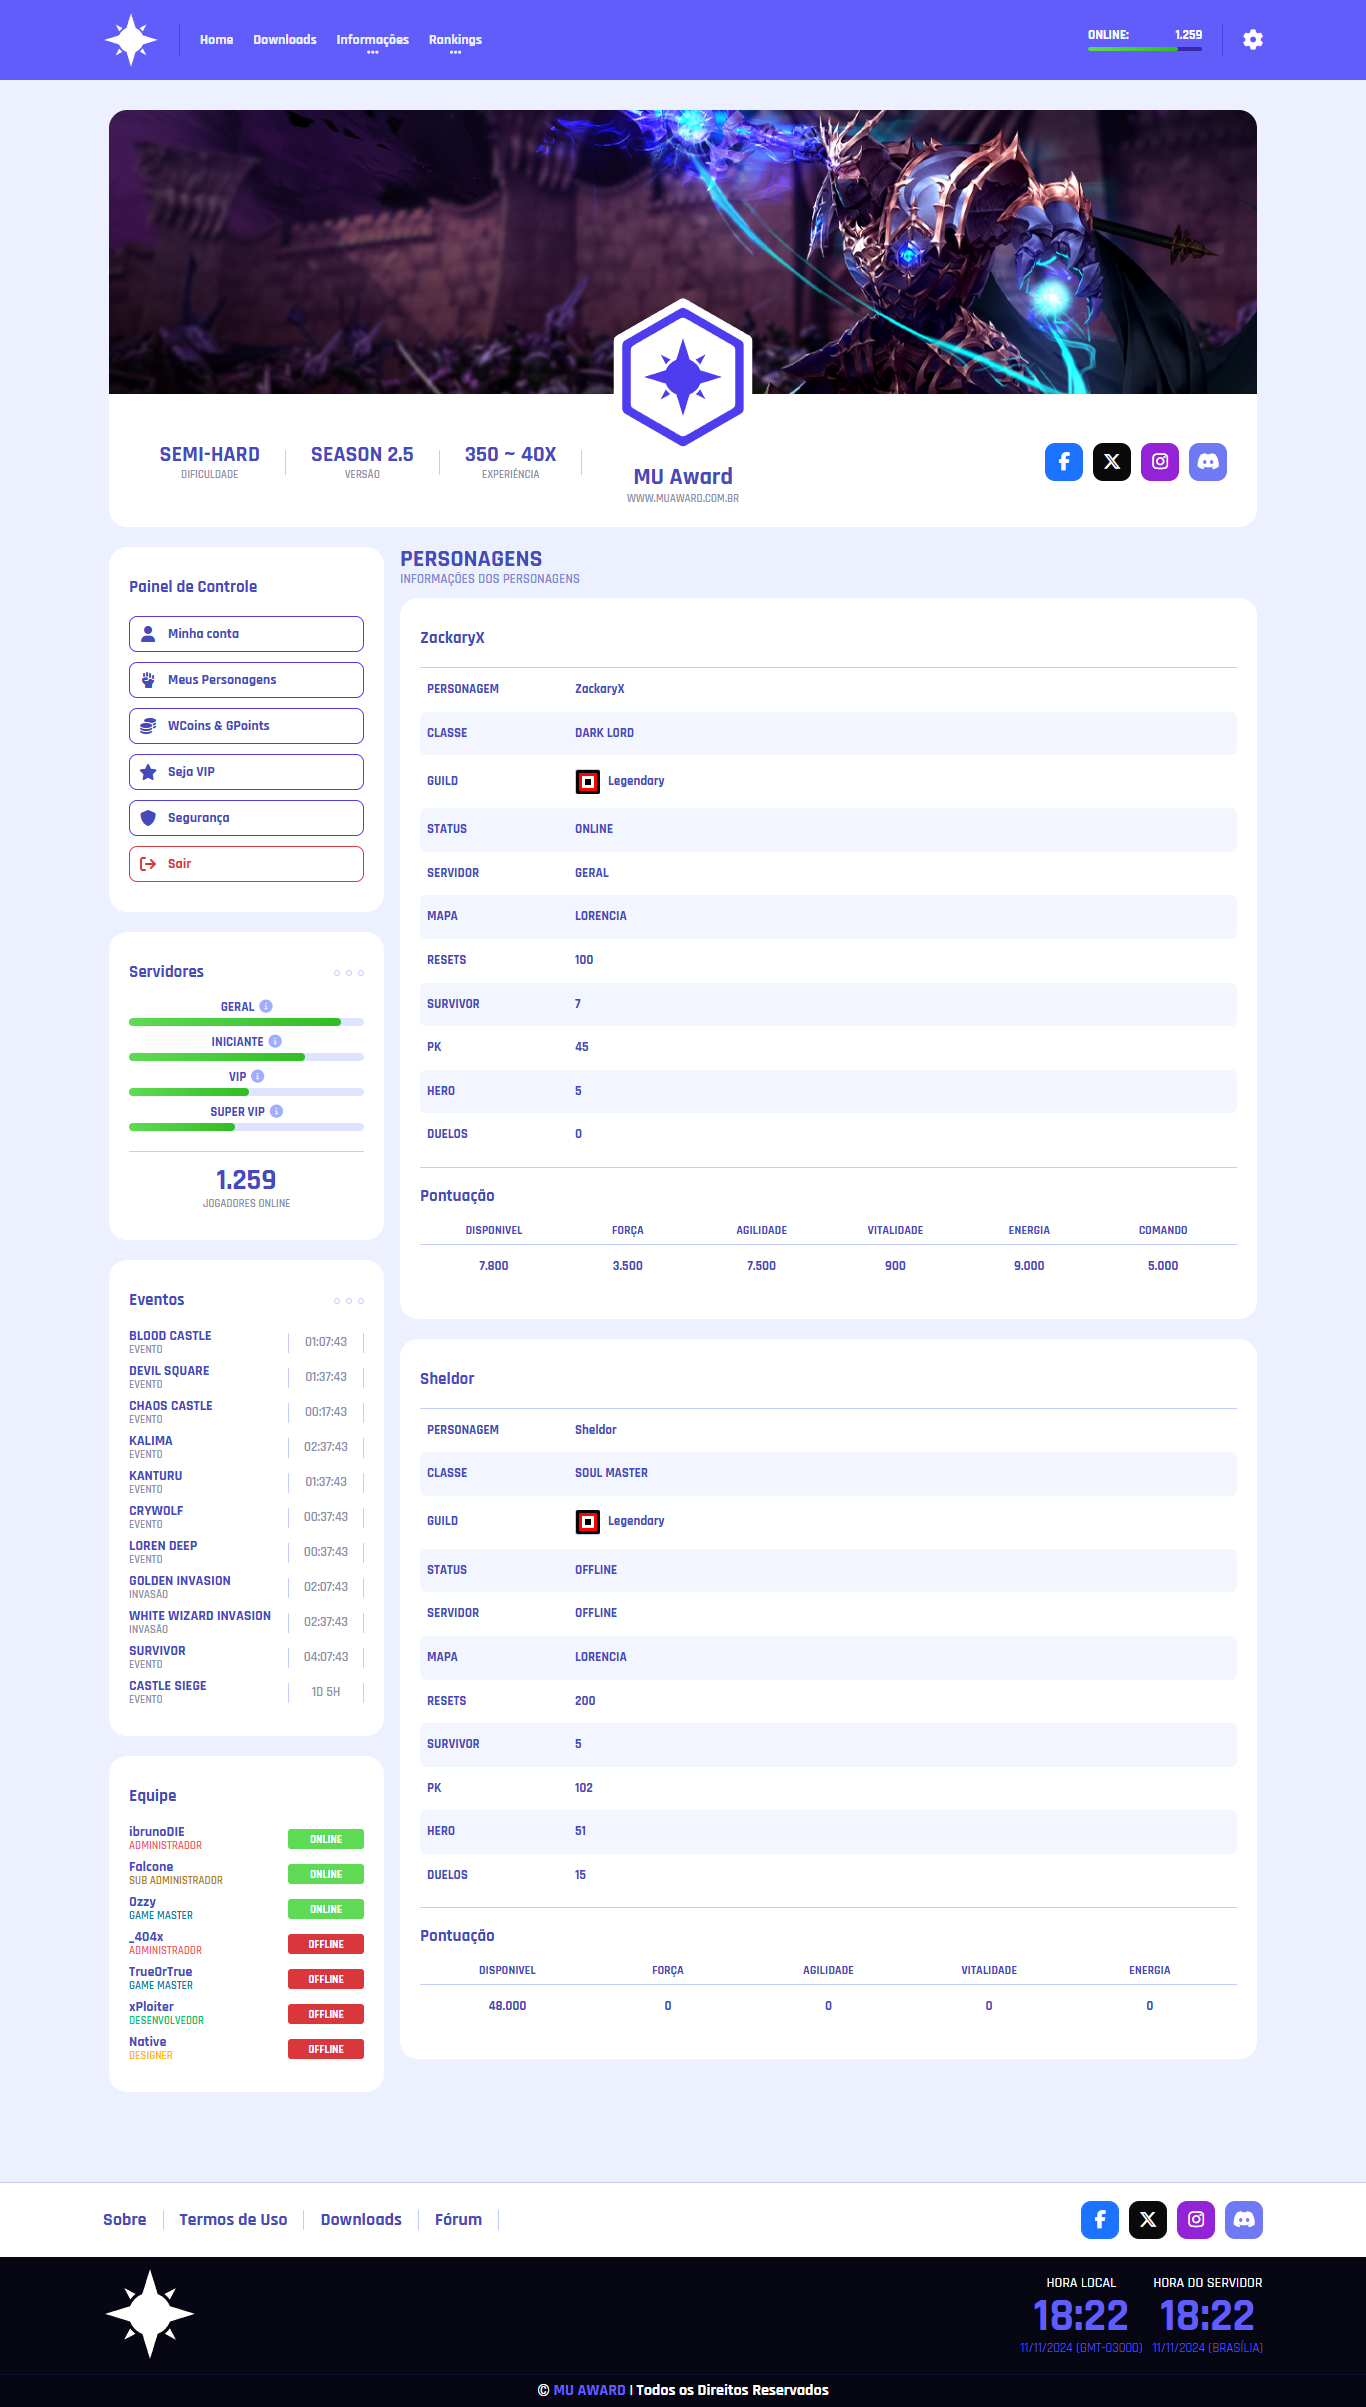 Home Downloads Informações Rankings
ONLINE: 1.259
SEMI-HARD
DIFICULDADE
SEASON 2.5
VERSÃO
350 ~ 40X
EXPERIÊNCIA
MU Award
WWW.MUAWARD.COM.BR
Painel de Controle
Minha conta
Meus Personagens
WCoins & GPoints
Seja VIP
Segurança
Sair
Servidores
GERAL
INICIANTE
VIP
SUPER VIP
1.259
JOGADORES ONLINE
Eventos
BLOOD CASTLE
EVENTO
01:07:43
DEVIL SQUARE
EVENTO
01:37:43
CHAOS CASTLE
EVENTO
00:17:43
KALIMA
EVENTO
02:37:43
KANTURU
EVENTO
01:37:43
CRYWOLF
EVENTO
00:37:43
LOREN DEEP
EVENTO
00:37:43
GOLDEN INVASION
INVASÃO
02:07:43
WHITE WIZARD INVASION
INVASÃO
02:37:43
SURVIVOR
EVENTO
04:07:43
CASTLE SIEGE
EVENTO
1D 5H
Equipe
ibrunoDIE
ADMINISTRADOR
ONLINE
Falcone
SUB ADMINISTRADOR
ONLINE
Ozzy
GAME MASTER
ONLINE
_404x
ADMINISTRADOR
OFFLINE
TrueOrTrue
GAME MASTER
OFFLINE
xPloiter
DESENVOLVEDOR
OFFLINE
Native
DESIGNER
OFFLINE
PERSONAGENS
INFORMAÇÕES DOS PERSONAGENS
ZackaryX
PERSONAGEM ZackaryX
CLASSE DARK LORD
GUILD Legendary
STATUS ONLINE
SERVIDOR GERAL
MAPA LORENCIA
RESETS 100
SURVIVOR 7
PK 45
HERO 5
DUELOS 0
Pontuação
DISPONIVEL FORÇA AGILIDADE VITALIDADE ENERGIA COMANDO
7.800 3.500 7.500 900 9.000 5.000
Sheldor
PERSONAGEM Sheldor
CLASSE SOUL MASTER
GUILD Legendary
STATUS OFFLINE
SERVIDOR OFFLINE
MAPA LORENCIA
RESETS 200
SURVIVOR 5
PK 102
HERO 51
DUELOS 15
Pontuação
DISPONIVEL FORÇA AGILIDADE VITALIDADE ENERGIA
48.000 0 0 0 0
Sobre Termos de Uso Downloads Fórum
HORA LOCAL
18:22
11/11/2024 (GMT-03000)
HORA DO SERVIDOR
18:22
11/11/2024 (BRASÍLIA)
© MU AWARD | Todos os Direitos Reservados